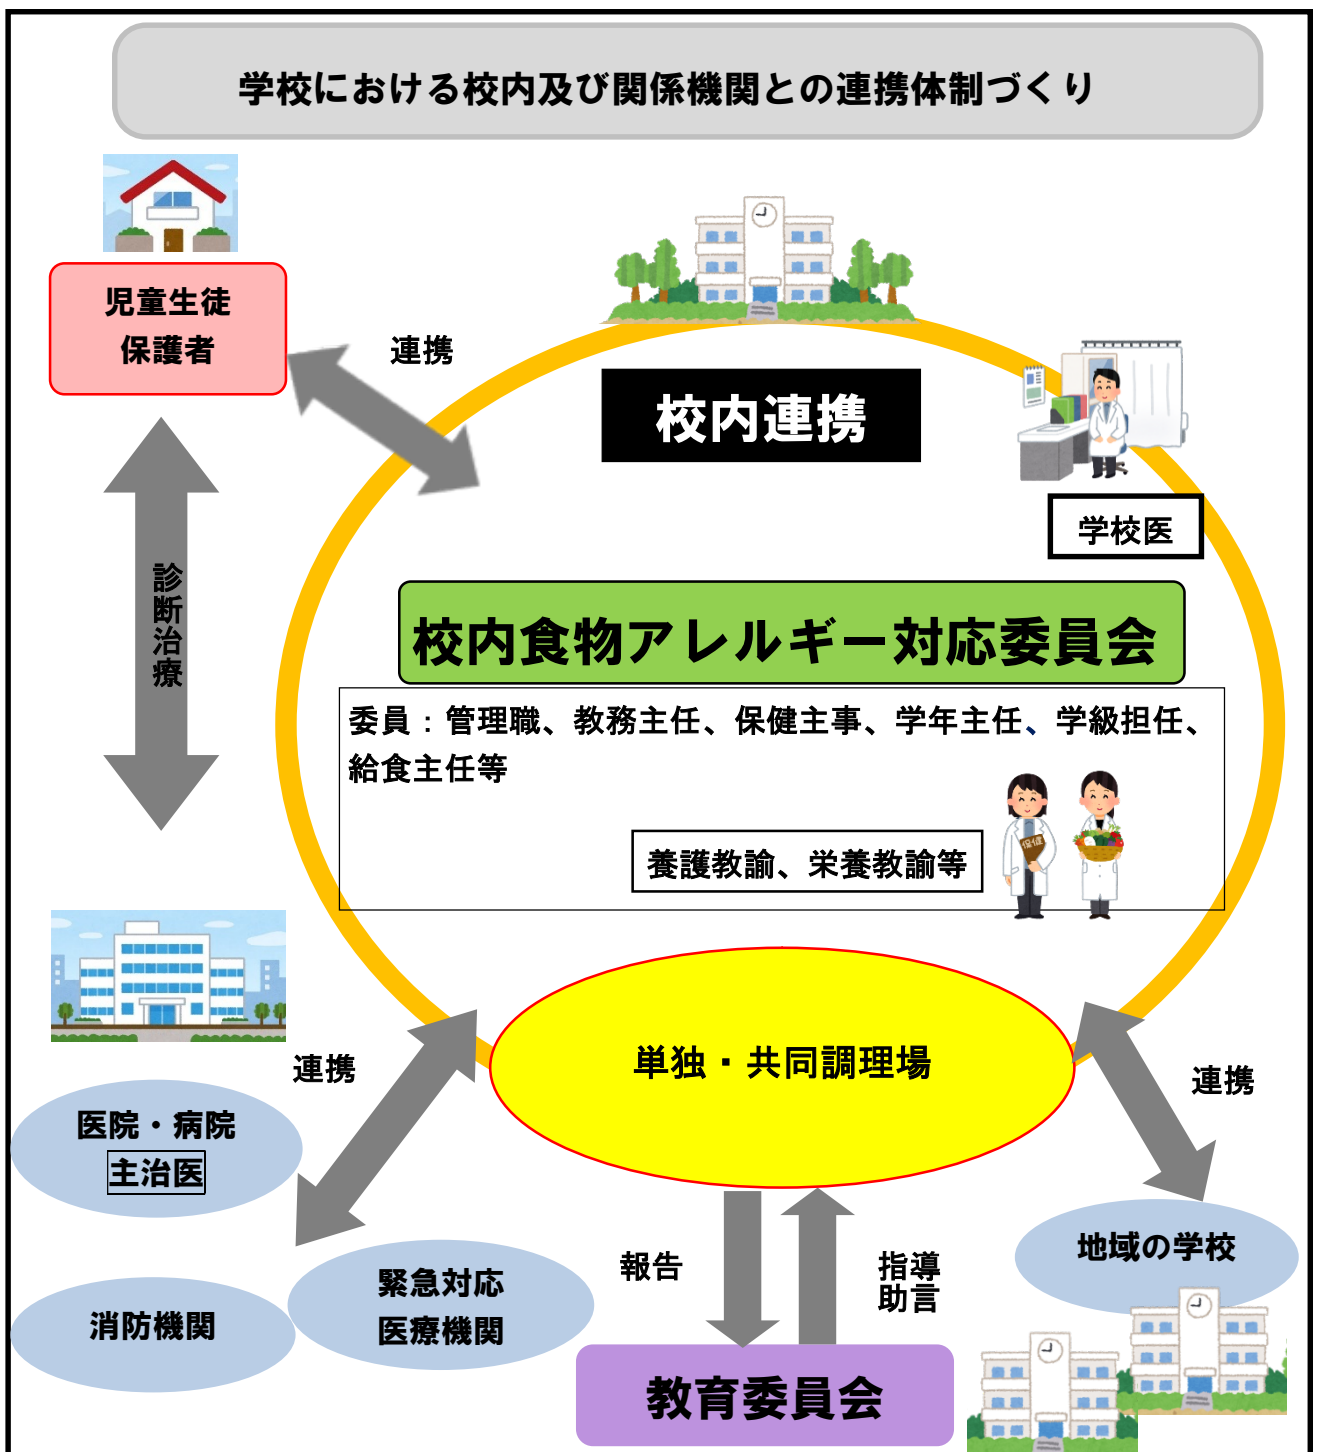 学校における校内及び関係機関との連携体制づくり
児童生徒
保護者
連携
校内連携
学校医
診断治療
校内食物アレルギー対応委員会
委員：管理職、教務主任、保健主事、学年主任、学級担任、
給食主任等
保健
養護教諭、栄養教諭等
単独・共同調理場
連携
連携
医院・病院
主治医
地域の学校
報告
指導
助言
緊急対応
医療機関
消防機関
教育委員会